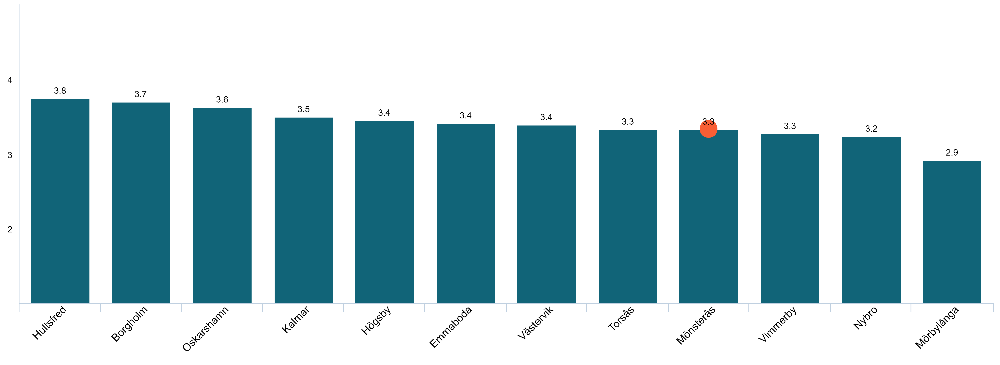 4
3
2
3.8
3.7
3.6
3.5
3.4
3.4
3.4
3.3
3.3
3.3
3.2
2.9
Hultsfred
Borgholm
Oskarshamn
Kalmar
Högsby
Emmaboda
Västervik
Torsås
Mönsterås
Vimmerby
Nybro
Mörbylånga